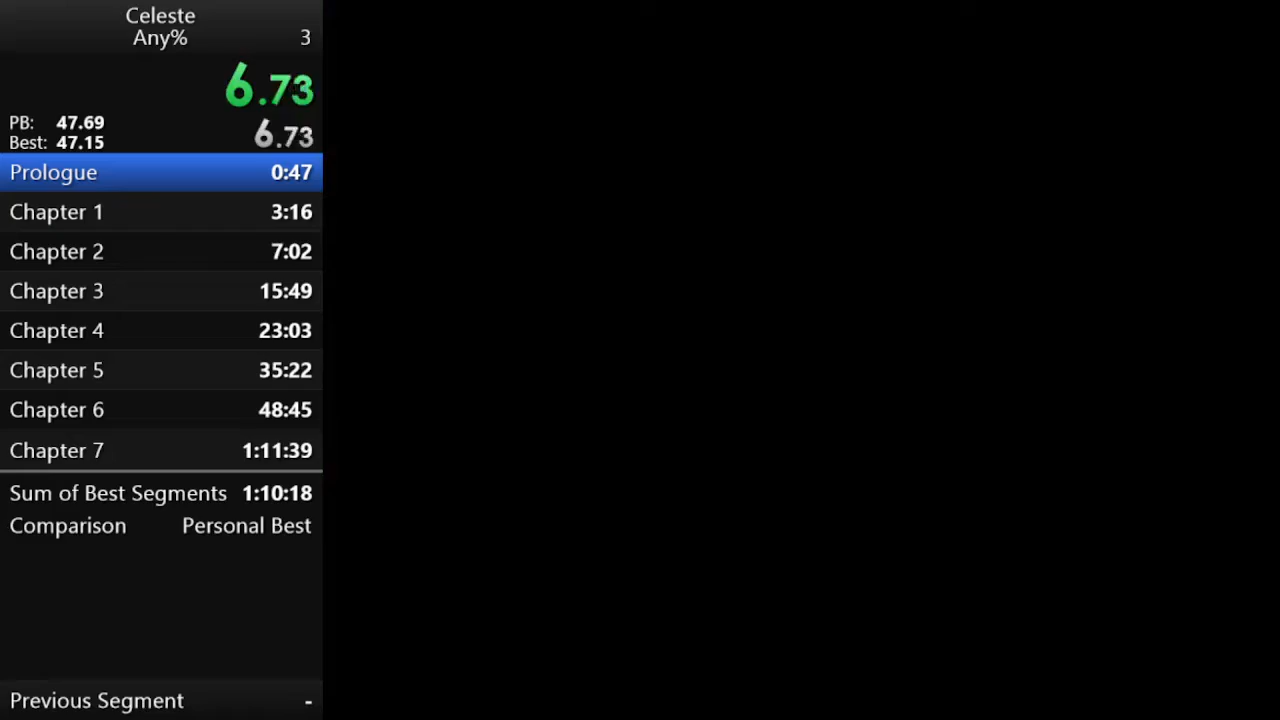 Celeste
Any% 3
6.73
PB: 47.69
Best: 47.15
6.73
Prologue 0:47
Chapter 1 3:16
Chapter 2 7:02
Chapter 3 15:49
Chapter 4 23:03
Chapter 5 35:22
Chapter 6 48:45
Chapter 7 1:11:39
Sum of Best Segments 1:10:18
Comparison Personal Best
Previous Segment -